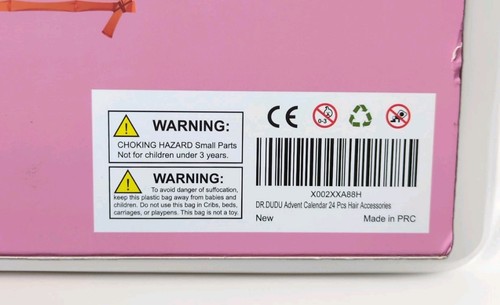 WARNING:
CHOKING HAZARD Small Parts
Not for children under 3 years.
WARNING:
To avoid danger of suffocation,
keep this plastic bag away from babies and
children. Do not use this bag in Cribs, beds,
carriages, or playpens. This bag is not a toy.
CE
0-3
X002XXA88H
DR.DUDU Advent Calendar 24 Pcs Hair Accessories
New
Made in PRC